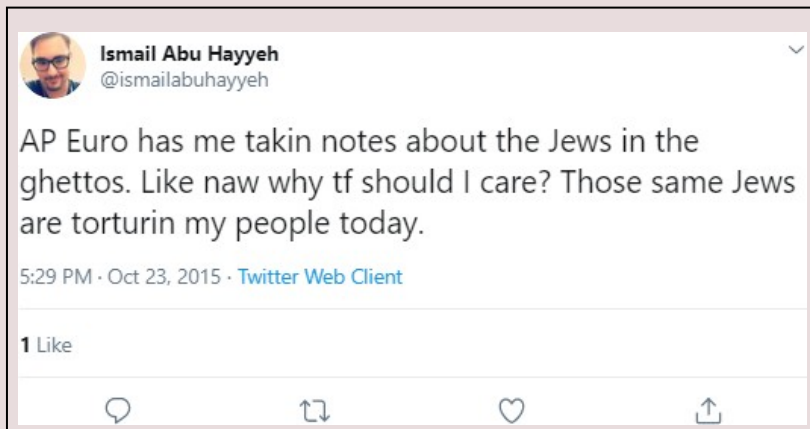 Ismail Abu Hayyeh
@ismailabuhayyeh
AP Euro has me takin notes about the Jews in the
ghettos. Like naw why tf should I care? Those same Jews
are torturin my people today.
5:29 PM · Oct 23, 2015 · Twitter Web Client
1 Like